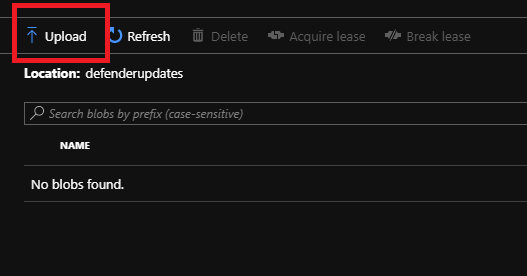 Upload Refresh Delete Acquire lease Break lease
Location: defenderupdates
Search blobs by prefix (case-sensitive)
NAME
No blobs found.